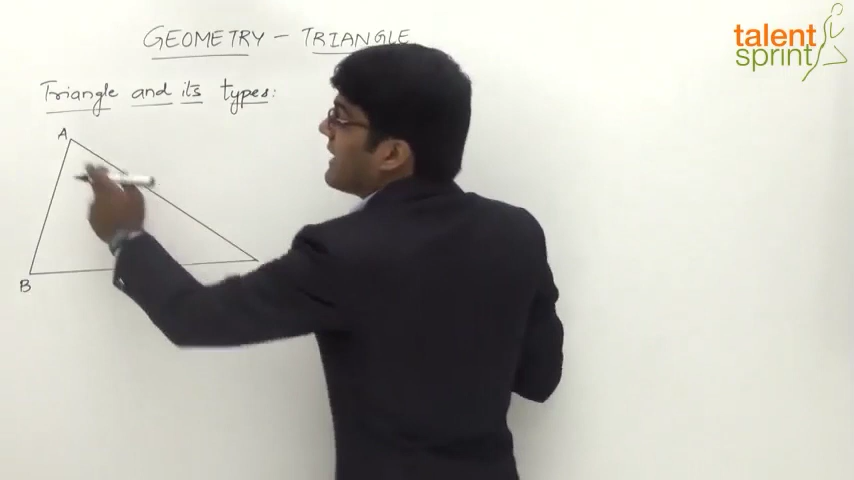 GEOMETRY - TRIANGLE
talent
sprint
Triangle and its types:
A
B